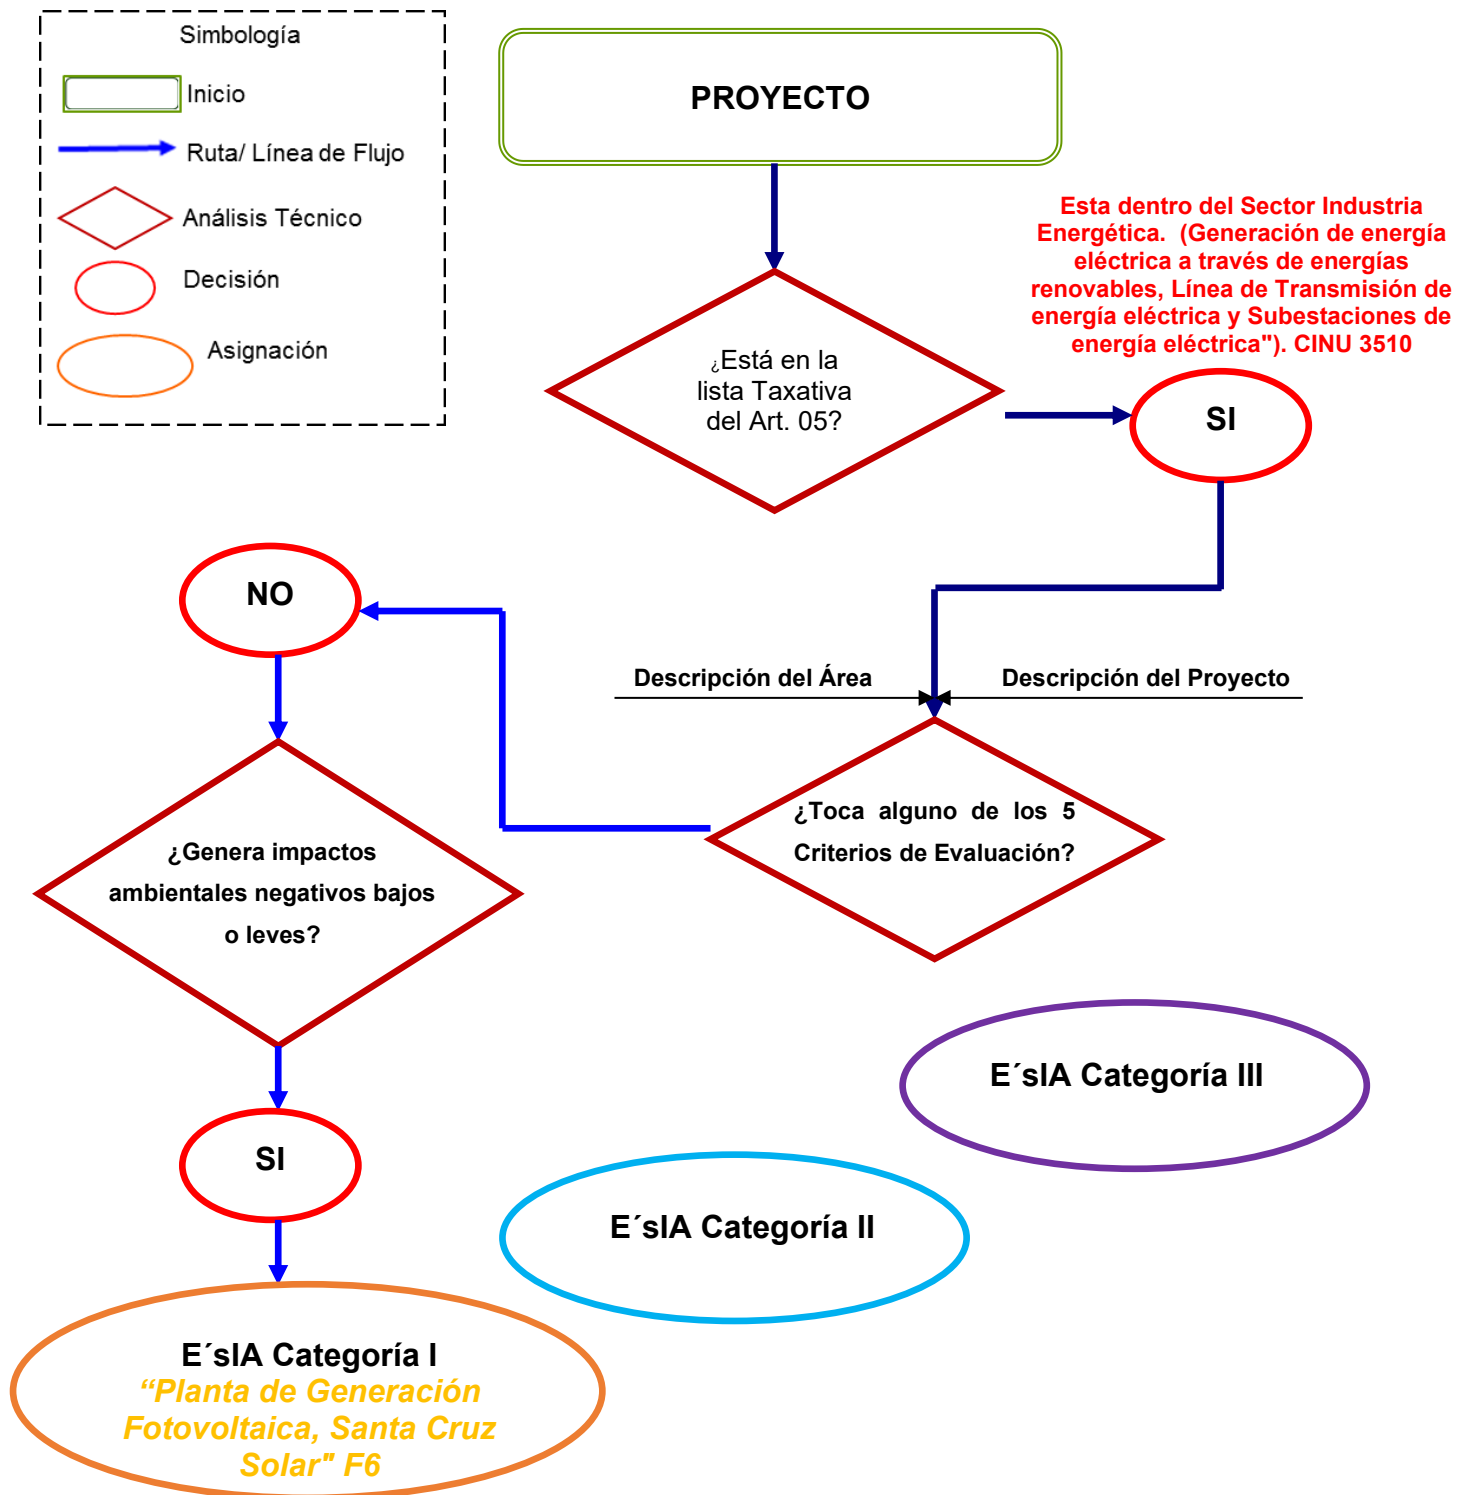 Simbología
Inicio
Ruta/ Línea de Flujo
Análisis Técnico
Decisión
Asignación
PROYECTO
Esta dentro del Sector Industria
Energética. (Generación de energía
eléctrica a través de energías
renovables, Línea de Transmisión de
energía eléctrica y Subestaciones de
energía eléctrica"). CINU 3510
¿Está en la
lista Taxativa
del Art. 05?
SI
NO
Descripción del Área
Descripción del Proyecto
¿Toca alguno de los 5
Criterios de Evaluación?
¿Genera impactos
ambientales negativos bajos
o leves?
E´sIA Categoría III
SI
E´sIA Categoría II
E´sIA Categoría I
“Planta de Generación
Fotovoltaica, Santa Cruz
Solar" F6